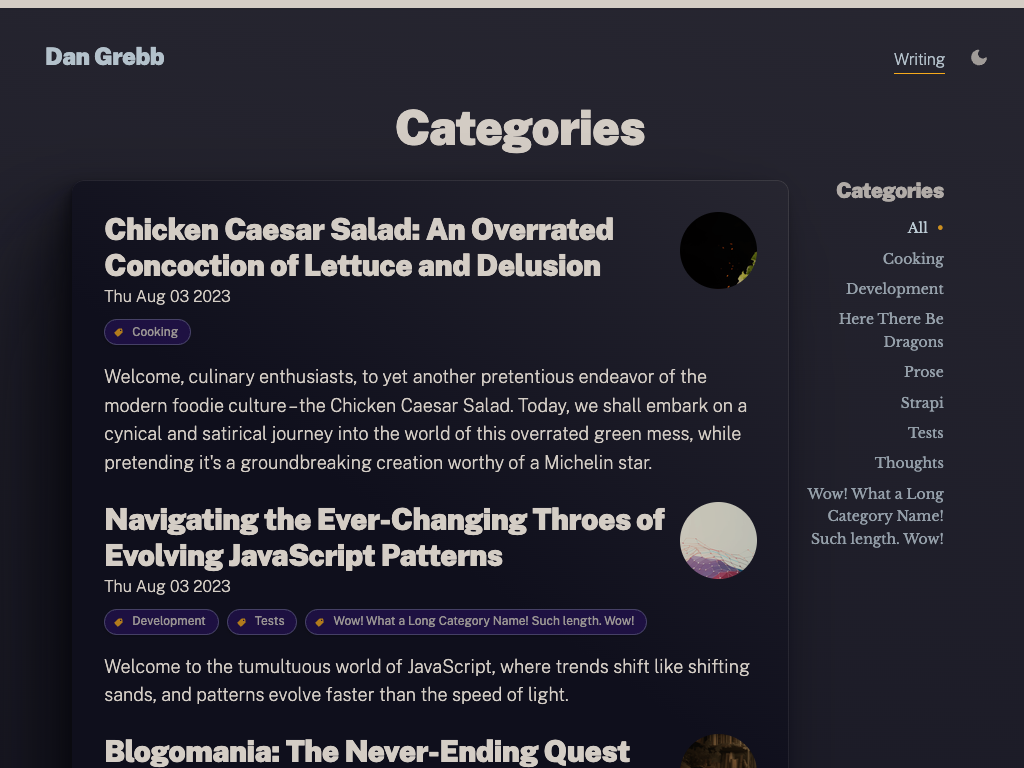 Dan Grebb
Writing
Categories
Chicken Caesar Salad: An Overrated
Concoction of Lettuce and Delusion
Thu Aug 03 2023
Cooking
Welcome, culinary enthusiasts, to yet another pretentious endeavor of the
modern foodie culture–the Chicken Caesar Salad. Today, we shall embark on a
cynical and satirical journey into the world of this overrated green mess, while
pretending it's a groundbreaking creation worthy of a Michelin star.
Navigating the Ever-Changing Throes of
Evolving JavaScript Patterns
Thu Aug 03 2023
Development
Tests
Wow! What a Long Category Name! Such length. Wow!
Welcome to the tumultuous world of JavaScript, where trends shift like shifting
sands, and patterns evolve faster than the speed of light.
Blogomania: The Never-Ending Quest
Categories
All
Cooking
Development
Here There Be
Dragons
Prose
Strapi
Tests
Thoughts
Wow! What a Long
Category Name!
Such length. Wow!